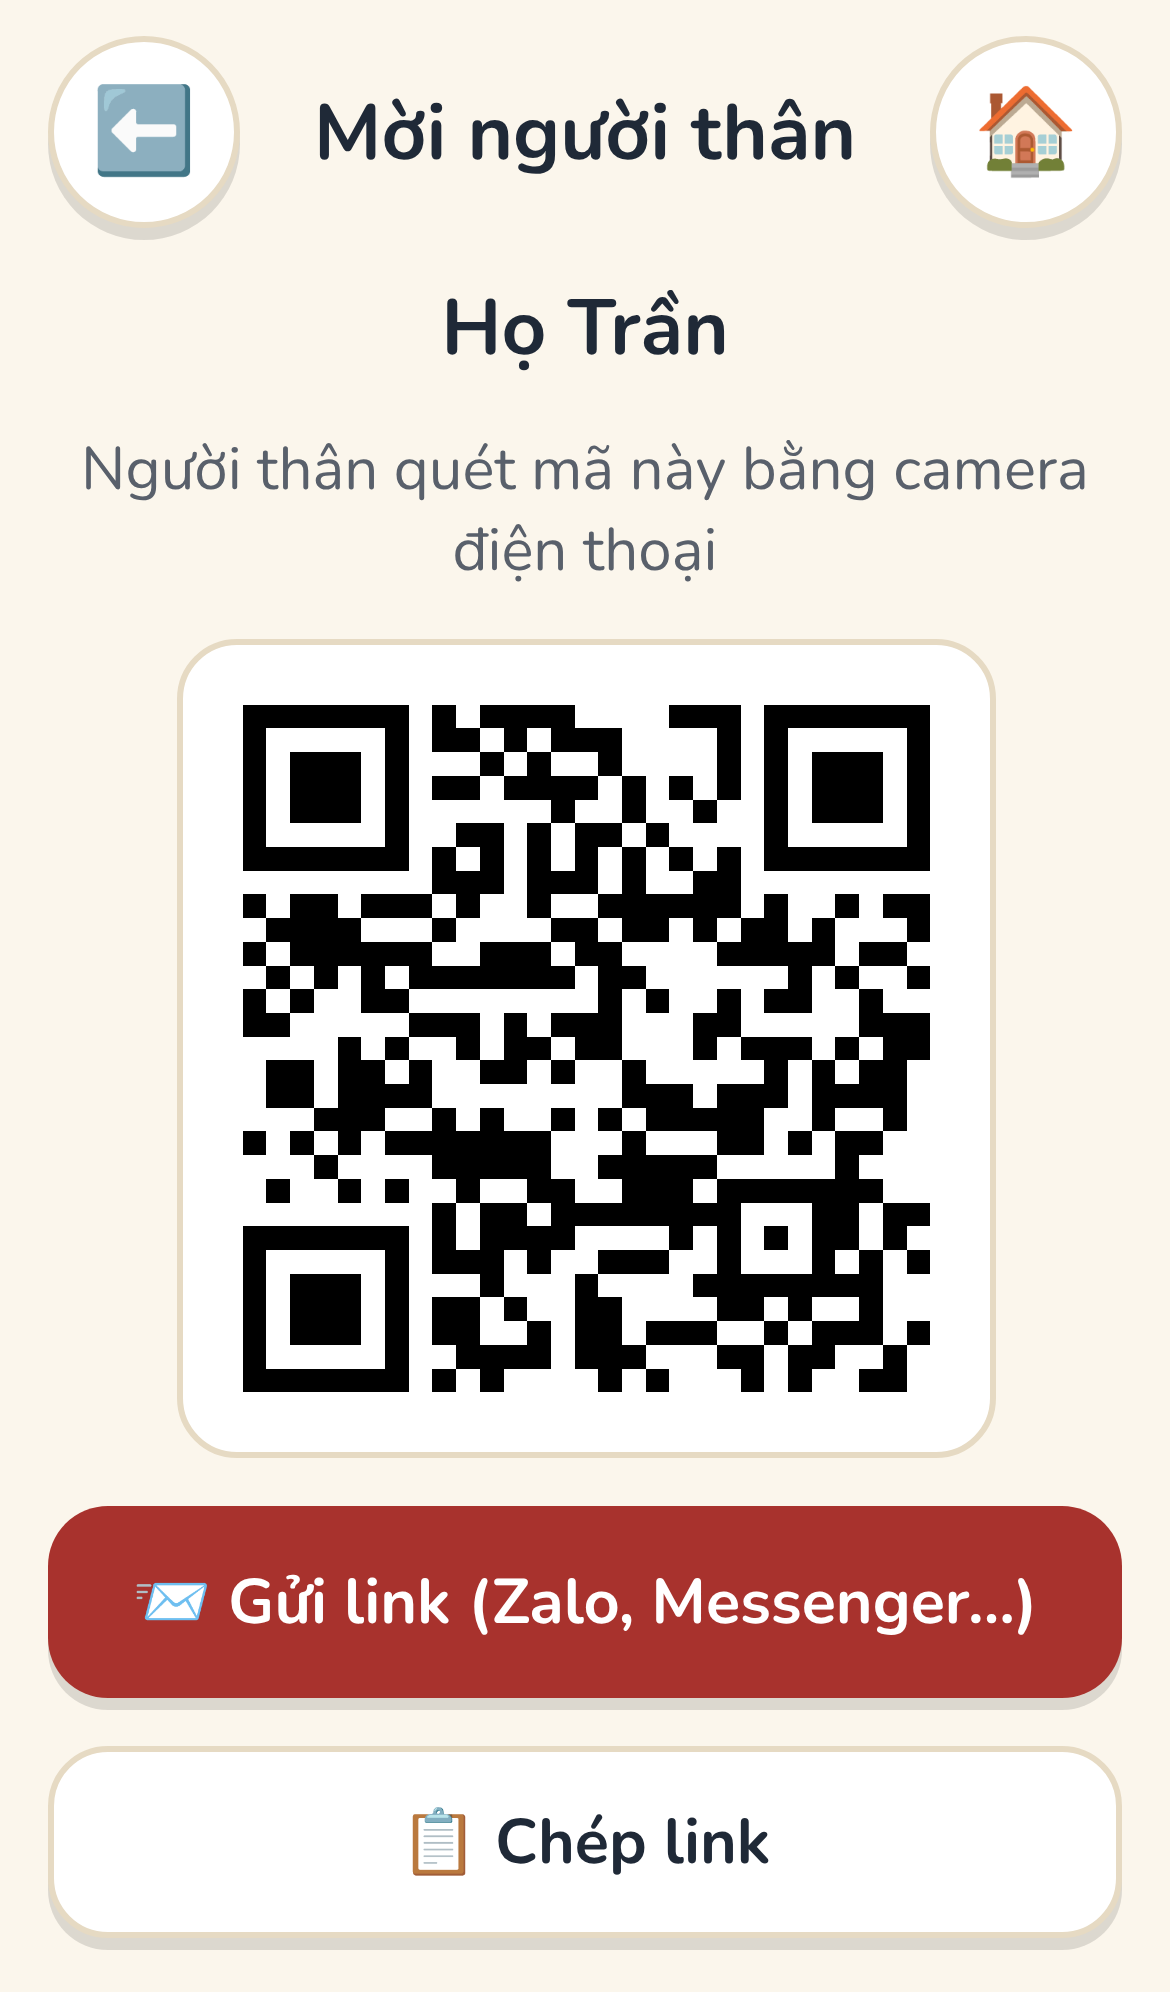 Mời người thân
Họ Trần
Người thân quét mã này bằng camera
điện thoại
Gửi link (Zalo, Messenger...)
Chép link